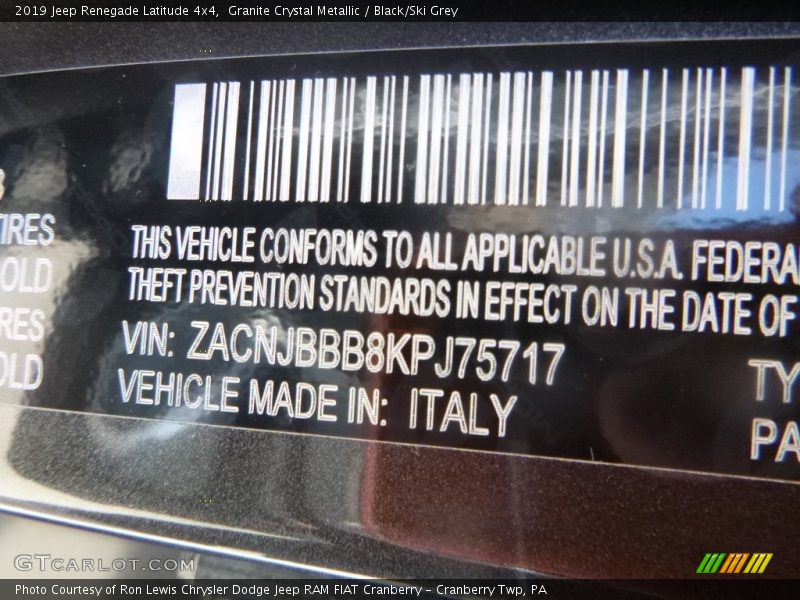 2019 Jeep Renegade Latitude 4x4,  Granite Crystal Metallic / Black/Ski Grey
TIRES
OLD
RES
OLD
THIS VEHICLE CONFORMS TO ALL APPLICABLE U.S.A. FEDERA
THEFT PREVENTION STANDARDS IN EFFECT ON THE DATE OF
VIN: ZACNJBBB8KPJ75717
VEHICLE MADE IN: ITALY
TY
PA
GTCARLOT.COM
Photo Courtesy of Ron Lewis Chrysler Dodge Jeep RAM FIAT Cranberry – Cranberry Twp, PA